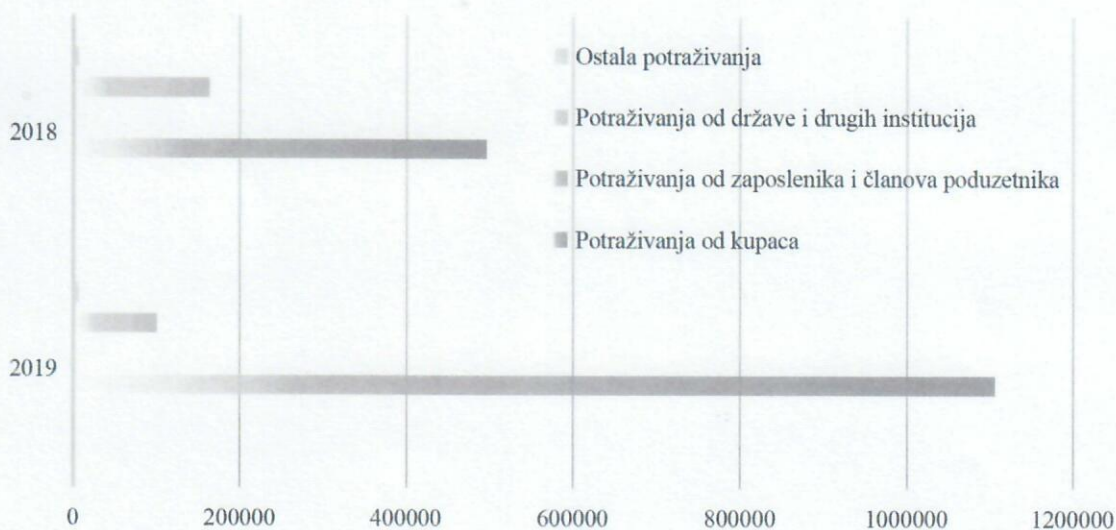 Ostala potraživanja
Potraživanja od države i drugih institucija
2018
Potraživanja od zaposlenika i članova poduzetnika
Potraživanja od kupaca
2019
0 200000 400000 600000 800000 1000000 1200000